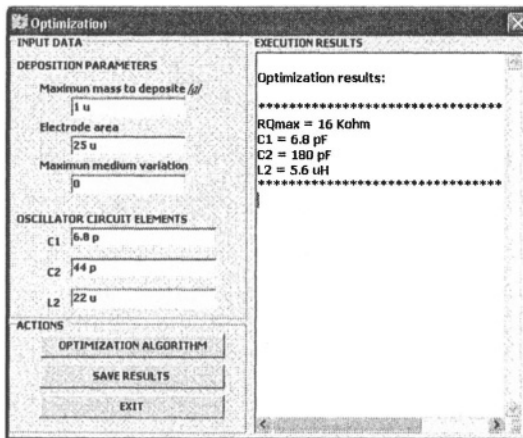 Optimization
INPUT DATA
DEPOSITION PARAMETERS
Maximun mass to deposite /g/
1 u
Electrode area
25 u
Maximun medium variation
0
OSCILLATOR CIRCUIT ELEMENTS
C1 6.8 p
C2 44 p
L2 22 u
ACTIONS
OPTIMIZATION ALGORITHM
SAVE RESULTS
EXIT
EXECUTION RESULTS
Optimization results:
********************************
RQmax = 16 Kohm
C1 = 6.8 pF
C2 = 180 pF
L2 = 5.6 uH
********************************